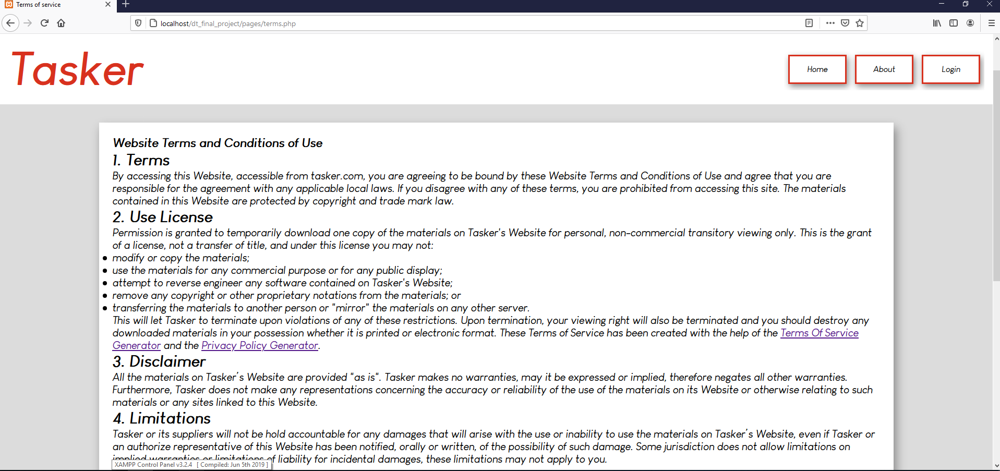 Terms of service
localhost/dt_final_project/pages/terms.php
Tasker
Home
About
Login
Website Terms and Conditions of Use
1. Terms
By accessing this Website, accessible from tasker.com, you are agreeing to be bound by these Website Terms and Conditions of Use and agree that you are
responsible for the agreement with any applicable local laws. If you disagree with any of these terms, you are prohibited from accessing this site. The materials
contained in this Website are protected by copyright and trade mark law.
2. Use License
Permission is granted to temporarily download one copy of the materials on Tasker's Website for personal, non-commercial transitory viewing only. This is the grant
of a license, not a transfer of title, and under this license you may not:
• modify or copy the materials;
• use the materials for any commercial purpose or for any public display;
• attempt to reverse engineer any software contained on Tasker's Website;
• remove any copyright or other proprietary notations from the materials; or
• transferring the materials to another person or "mirror" the materials on any other server.
This will let Tasker to terminate upon violations of any of these restrictions. Upon termination, your viewing right will also be terminated and you should destroy any
downloaded materials in your possession whether it is printed or electronic format. These Terms of Service has been created with the help of the Terms Of Service
Generator and the Privacy Policy Generator.
3. Disclaimer
All the materials on Tasker’s Website are provided "as is". Tasker makes no warranties, may it be expressed or implied, therefore negates all other warranties.
Furthermore, Tasker does not make any representations concerning the accuracy or reliability of the use of the materials on its Website or otherwise relating to such
materials or any sites linked to this Website.
4. Limitations
Tasker or its suppliers will not be hold accountable for any damages that will arise with the use or inability to use the materials on Tasker’s Website, even if Tasker or
an authorize representative of this Website has been notified, orally or written, of the possibility of such damage. Some jurisdiction does not allow limitations on
implied warranties or limitations of liability for incidental damages, these limitations may not apply to you.
XAMPP Control Panel v3.2.4 [ Compiled: Jun 5th 2019 ]